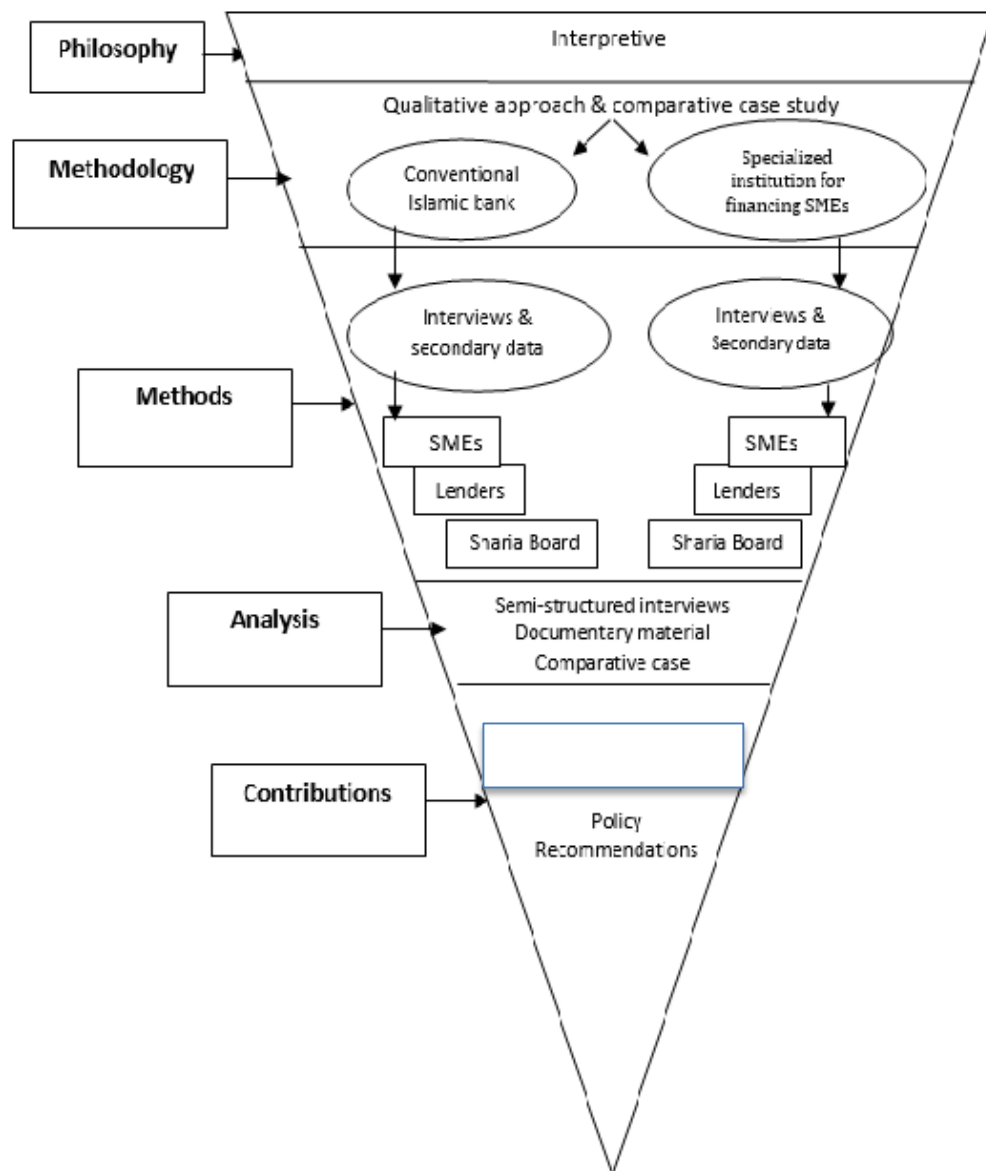 Philosophy
Interpretive
Qualitative approach & comparative case study
Methodology
Conventional
Islamic bank
Specialized
institution for
financing SMEs
Interviews &
secondary data
Interviews &
Secondary data
Methods
SMEs
Lenders
Sharia Board
SMEs
Lenders
Sharia Board
Analysis
Semi-structured interviews
Documentary material
Comparative case
Contributions
Policy
Recommendations